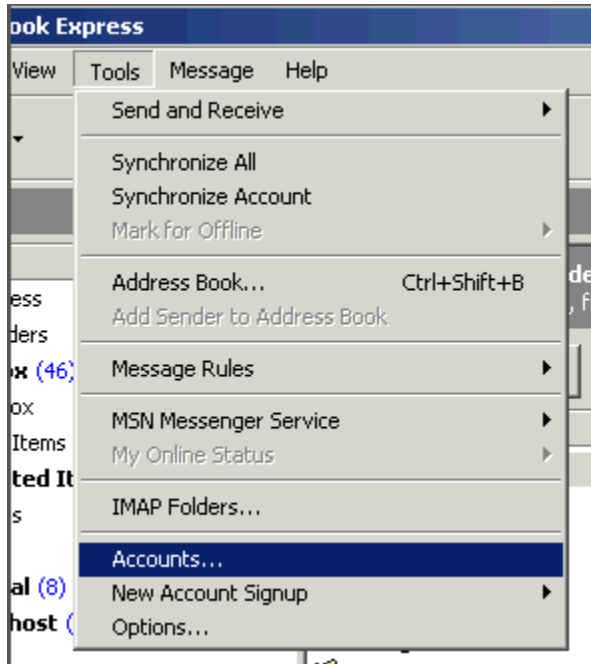 ook Express
View Tools Message Help
Send and Receive
Synchronize All
Synchronize Account
Mark for Offline
Address Book... Ctrl+Shift+B
Add Sender to Address Book
Message Rules
MSN Messenger Service
My Online Status
IMAP Folders...
Accounts...
New Account Signup
Options...
ess
ders
x (46)
ox
Items
ted It
s
al (8)
host (
de
, f